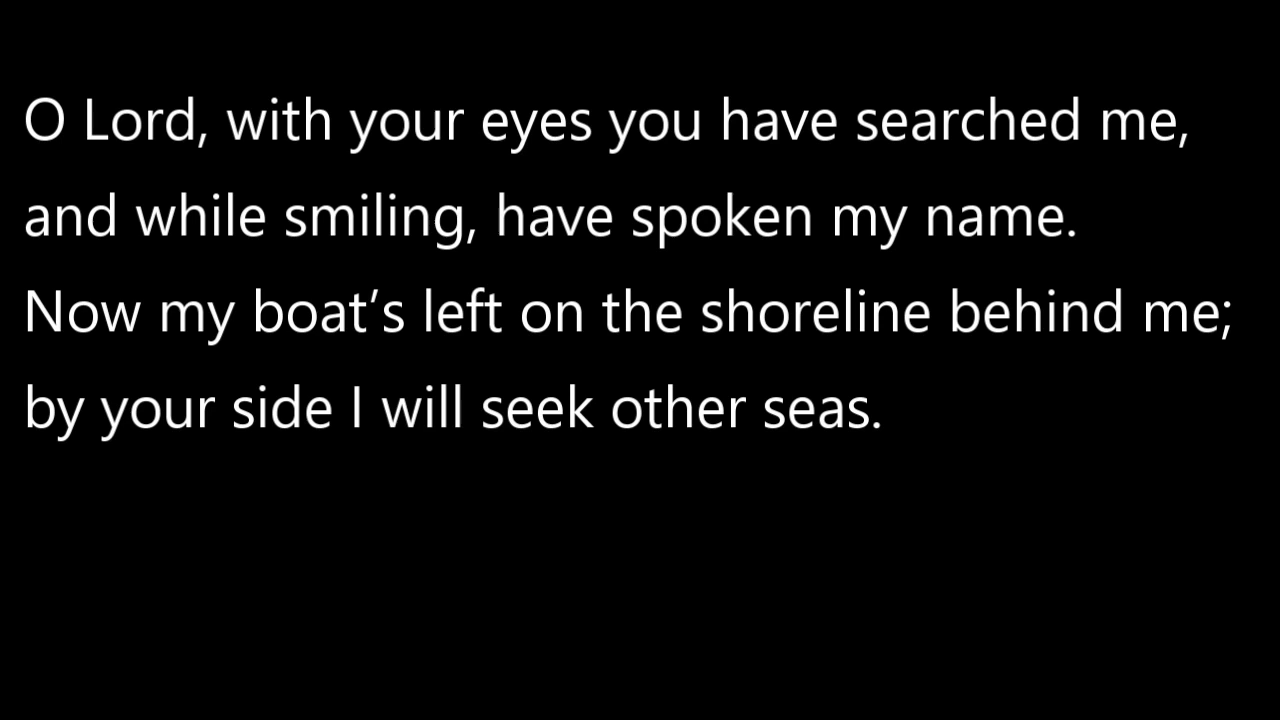 O Lord, with your eyes you have searched me,
and while smiling, have spoken my name.
Now my boat’s left on the shoreline behind me;
by your side I will seek other seas.